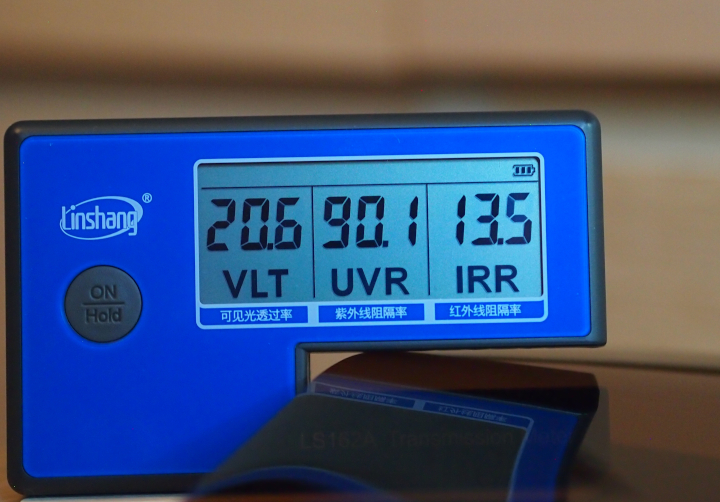 Linshang®
20.6 90.1 13.5
VLT UVR IRR
可见光透过率 紫外线阻隔率 红外线阻隔率
ON
Hold
Transmission